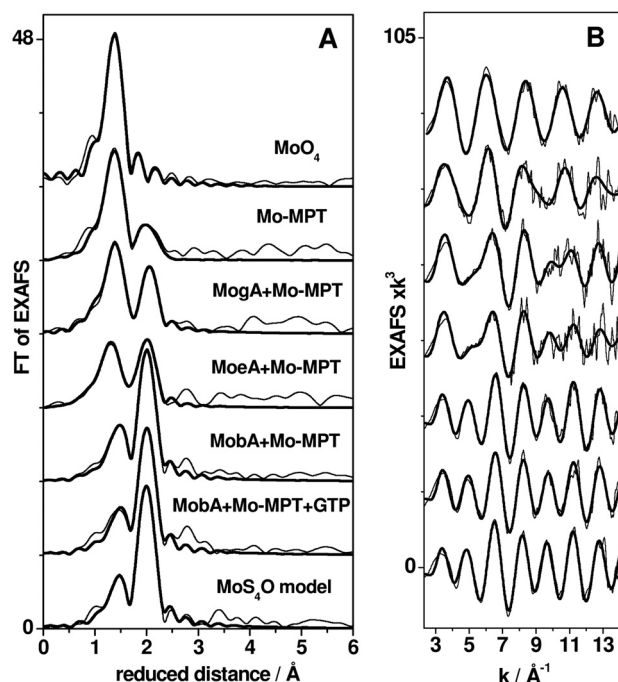 A
48
MoO4
Mo-MPT
MogA+Mo-MPT
MoeA+Mo-MPT
MobA+Mo-MPT
MobA+Mo-MPT+GTP
MoS4O model
0
FT of EXAFS
0 1 2 3 4 5 6
reduced distance / Å
B
105
0
EXAFS xk³
3 5 7 9 11 13
k / Å⁻¹